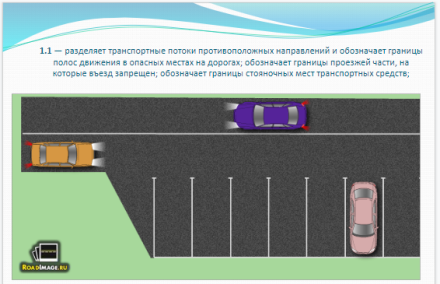 1.1 — разделяет транспортные потоки противоположных направлений и обозначает границы
полос движения в опасных местах на дорогах; обозначает границы проезжей части, на
которые въезд запрещен; обозначает границы стояночных мест транспортных средств;
ROADIMAGE.RU